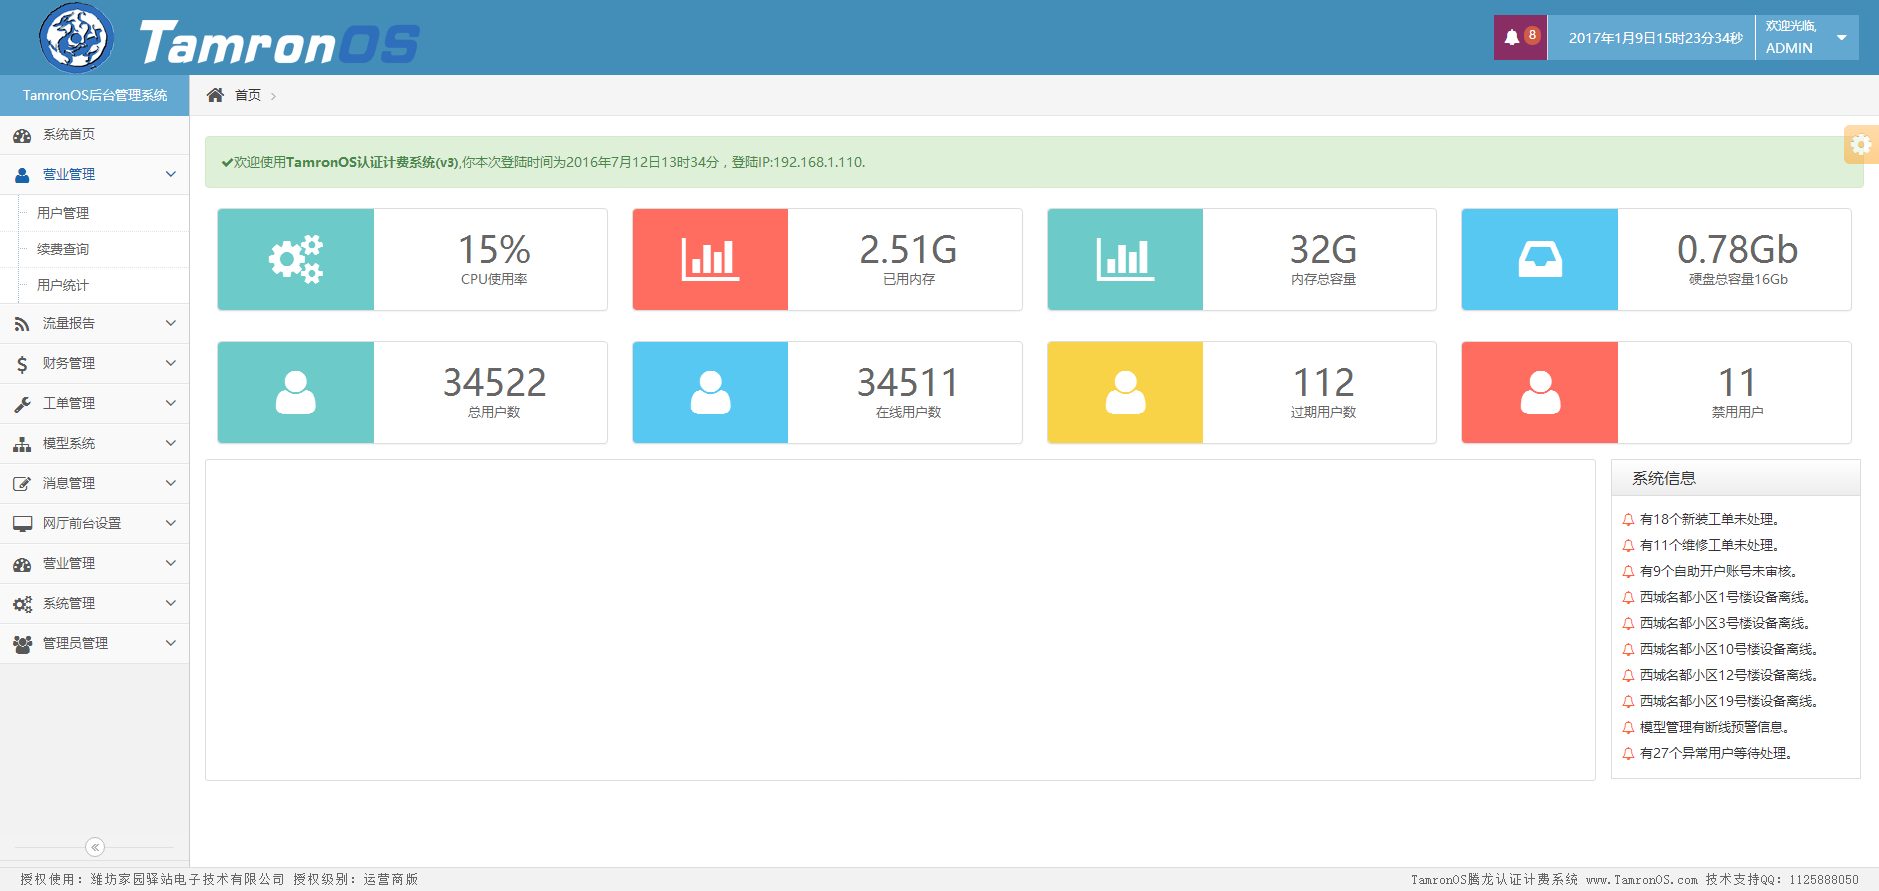 TamronOS
8
2017年1月9日15时23分34秒
欢迎光临,
ADMIN
TamronOS后台管理系统
首页
系统首页
营业管理
用户管理
续费查询
用户统计
流量报告
财务管理
工单管理
模型系统
消息管理
网厅前台设置
营业管理
系统管理
管理员管理
欢迎使用TamronOS认证计费系统(v3),你本次登陆时间为2016年7月12日13时34分，登陆IP:192.168.1.110.
15%
CPU使用率
2.51G
已用内存
32G
内存总容量
0.78Gb
硬盘总容量16Gb
34522
总用户数
34511
在线用户数
112
过期用户数
11
禁用用户
系统信息
有18个新装工单未处理。
有11个维修工单未处理。
有9个自助开户账号未审核。
西城名都小区1号楼设备离线。
西城名都小区3号楼设备离线。
西城名都小区10号楼设备离线。
西城名都小区12号楼设备离线。
西城名都小区19号楼设备离线。
模型管理有断线预警信息。
有27个异常用户等待处理。
授权使用: 潍坊家园驿站电子技术有限公司 授权级别: 运营商版
TamronOS腾龙认证计费系统 www.TamronOS.com 技术支持QQ: 1125888050